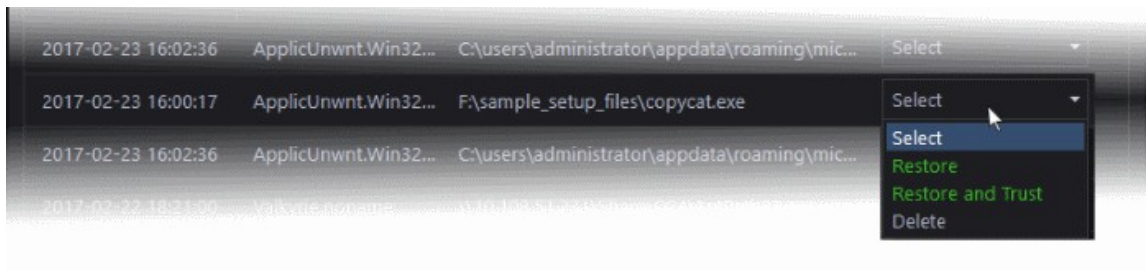 2017-02-23 16:02:36 ApplicUnwnt.Win32... C:\users\administrator\appdata\roaming\mic... Select
2017-02-23 16:00:17 ApplicUnwnt.Win32... F:\sample_setup_files\copycat.exe Select
Select
2017-02-23 16:02:36 ApplicUnwnt.Win32... C:\users\administrator\appdata\roaming\mic...
Restore
Restore and Trust
Delete